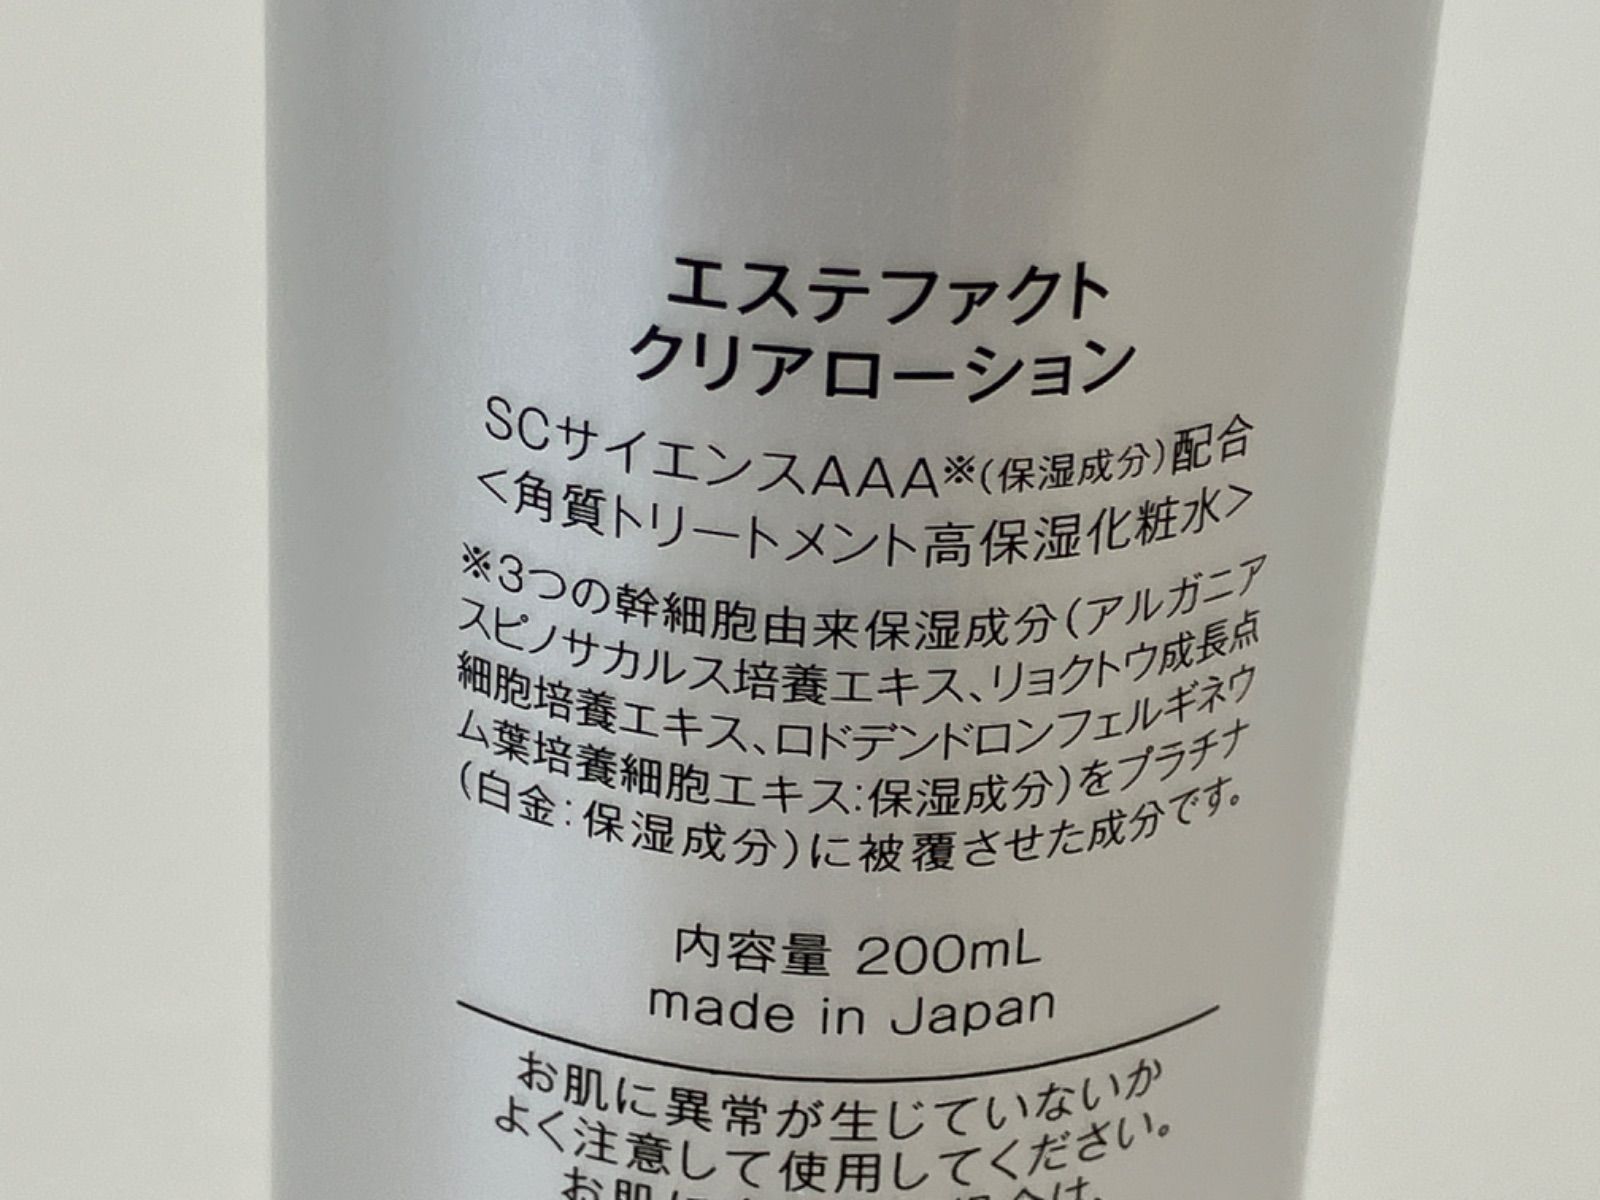 エステファクト
クリアローション
SCサイエンスAAA※(保湿成分)配合
<角質トリートメント高保湿化粧水>
※3つの幹細胞由来保湿成分(アルガニア
スピノサカルス培養エキス、リョクトウ成長点
細胞培養エキス、ロドデンドロンフェルギネウ
ム葉培養細胞エキス:保湿成分)をプラチナ
(白金:保湿成分)に被覆させた成分です。
内容量 200mL
made in Japan
お肌に異常が生じていないか
よく注意して使用してください。
お肌に